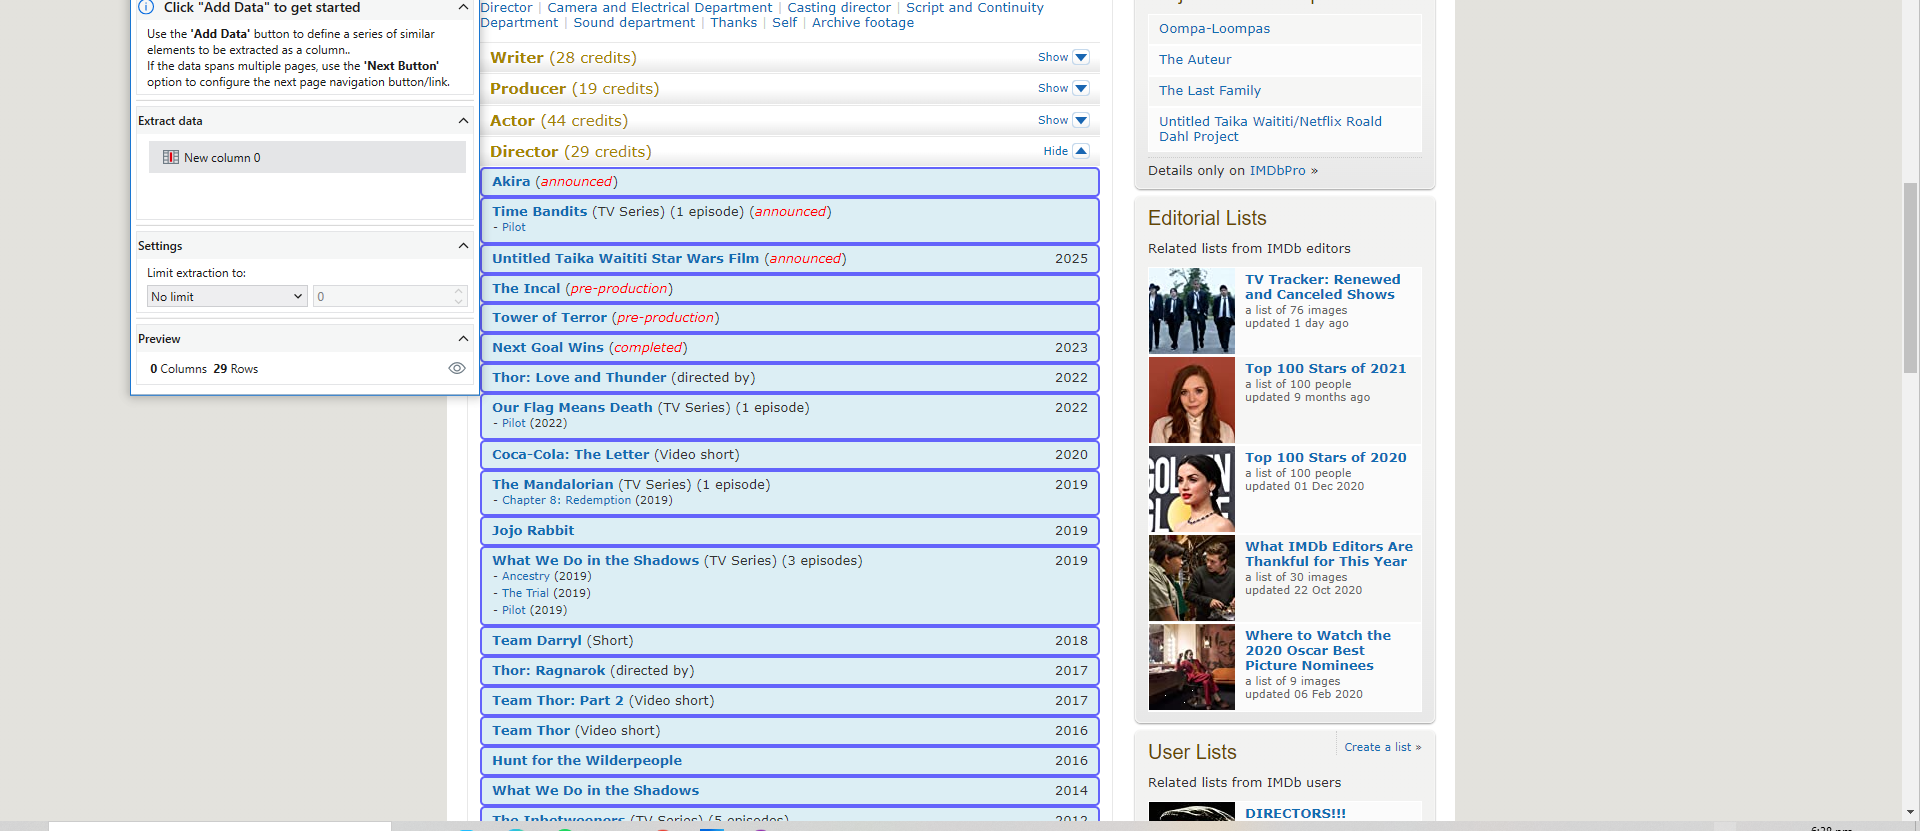 Click "Add Data" to get started
Use the 'Add Data' button to define a series of similar
elements to be extracted as a column..
If the data spans multiple pages, use the 'Next Button'
option to configure the next page navigation button/link.
Extract data
New column 0
Settings
Limit extraction to:
No limit
0
Preview
0 Columns 29 Rows
Director | Camera and Electrical Department | Casting director | Script and Continuity
Department | Sound department | Thanks | Self | Archive footage
Writer (28 credits) Show
Producer (19 credits) Show
Actor (44 credits) Show
Director (29 credits) Hide
Akira (announced)
Time Bandits (TV Series) (1 episode) (announced)
- Pilot
Untitled Taika Waititi Star Wars Film (announced) 2025
The Incal (pre-production)
Tower of Terror (pre-production)
Next Goal Wins (completed) 2023
Thor: Love and Thunder (directed by) 2022
Our Flag Means Death (TV Series) (1 episode) 2022
- Pilot (2022)
Coca-Cola: The Letter (Video short) 2020
The Mandalorian (TV Series) (1 episode) 2019
- Chapter 8: Redemption (2019)
Jojo Rabbit 2019
What We Do in the Shadows (TV Series) (3 episodes) 2019
- Ancestry (2019)
- The Trial (2019)
- Pilot (2019)
Team Darryl (Short) 2018
Thor: Ragnarok (directed by) 2017
Team Thor: Part 2 (Video short) 2017
Team Thor (Video short) 2016
Hunt for the Wilderpeople 2016
What We Do in the Shadows 2014
The Inbetweeners (TV Series) (5 episodes) 2012
Oompa-Loompas
The Auteur
The Last Family
Untitled Taika Waititi/Netflix Roald
Dahl Project
Details only on IMDbPro »
Editorial Lists
Related lists from IMDb editors
TV Tracker: Renewed
and Canceled Shows
a list of 76 images
updated 1 day ago
Top 100 Stars of 2021
a list of 100 people
updated 9 months ago
GOLDEN
GLO
Top 100 Stars of 2020
a list of 100 people
updated 01 Dec 2020
What IMDb Editors Are
Thankful for This Year
a list of 30 images
updated 22 Oct 2020
Where to Watch the
2020 Oscar Best
Picture Nominees
a list of 9 images
updated 06 Feb 2020
User Lists
Create a list »
Related lists from IMDb users
DIRECTORS!!!